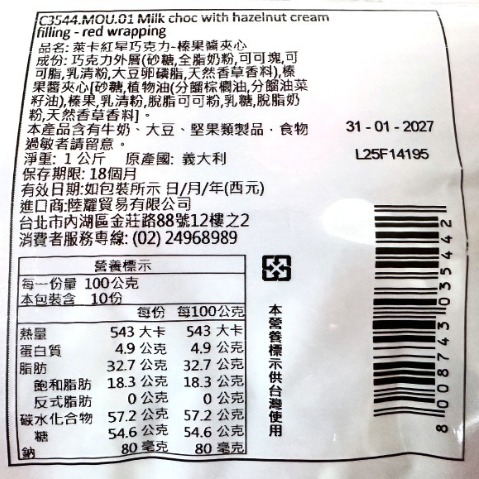 C3544.MOU.01 Milk choc with hazelnut cream
filling - red wrapping
品名: 萊卡紅星巧克力-榛果醬夾心
成份: 巧克力外層(砂糖,全脂奶粉,可可塊,可
可脂,乳清粉,大豆卵磷脂,天然香草香料),榛
果醬夾心[砂糖,植物油(分餾棕櫚油,分餾油菜
籽油),榛果,乳清粉,脫脂可可粉,乳糖,脫脂奶
粉,天然香草香料]。
本產品含有牛奶、大豆、堅果類製品，食物
過敏者請留意。
淨重: 1 公斤 原產國: 義大利
保存期限: 18個月
有效日期:如包裝所示 日/月/年(西元)
進口商:陸羅貿易有限公司
台北市內湖區金莊路88號12樓之2
消費者服務專線: (02) 24968989
31 - 01 - 2027
L25F14195
營養標示
每一份量 100公克
本包裝含 10份
每份 每100公克
熱量 543 大卡 543 大卡
蛋白質 4.9 公克 4.9 公克
脂肪 32.7 公克 32.7 公克
飽和脂肪 18.3 公克 18.3 公克
反式脂肪 0 公克 0 公克
碳水化合物 57.2 公克 57.2 公克
糖 54.6 公克 54.6 公克
鈉 80 毫克 80 毫克
本營養標示供台灣使用
8 008743 035442